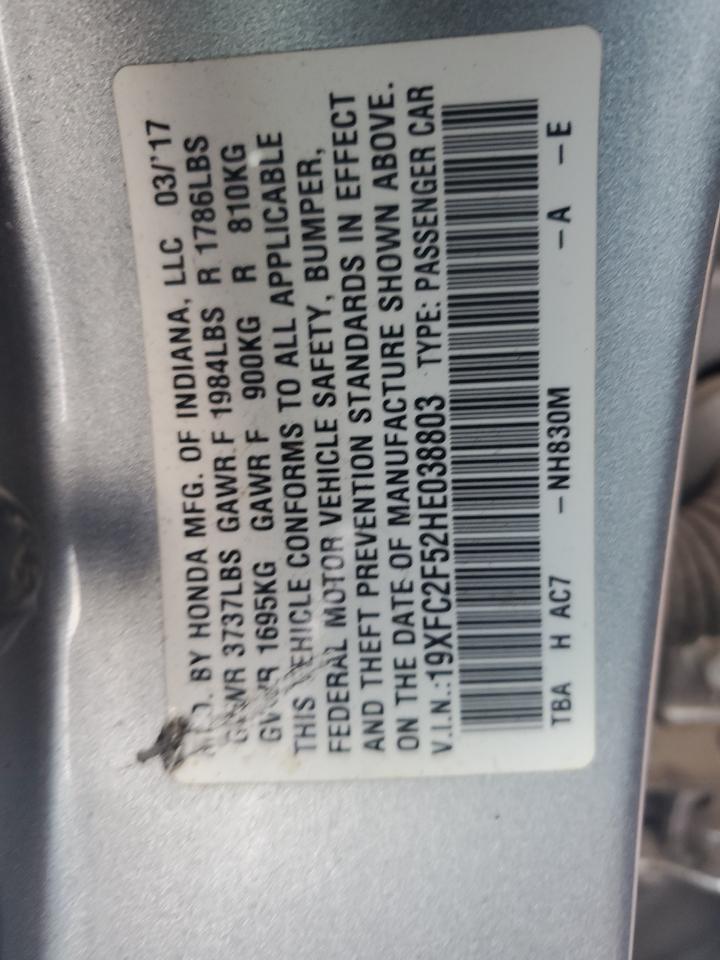 MFD. BY HONDA MFG. OF INDIANA, LLC 03/'17
GVWR 3737LBS GAWR F 1984LBS R 1786LBS
GVWR 1695KG GAWR F 900KG R 810KG
THIS VEHICLE CONFORMS TO ALL APPLICABLE
FEDERAL MOTOR VEHICLE SAFETY, BUMPER,
AND THEFT PREVENTION STANDARDS IN EFFECT
ON THE DATE OF MANUFACTURE SHOWN ABOVE.
V.I.N.:19XFC2F52HE038803 TYPE: PASSENGER CAR
TBA H AC7 -NH830M -A -E